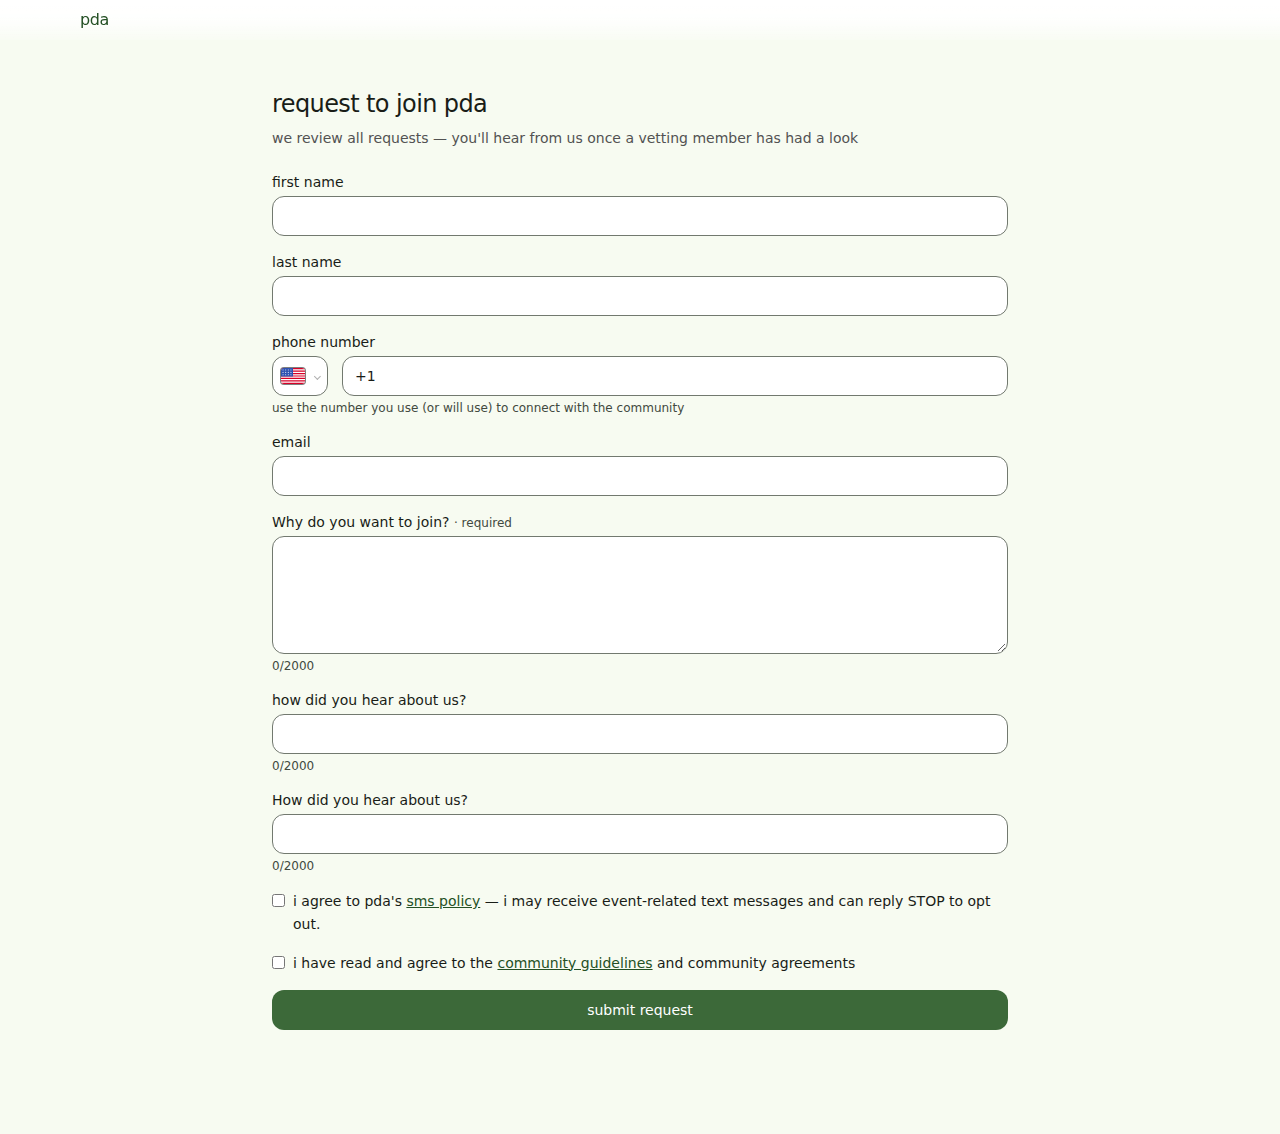 pda
request to join pda
we review all requests — you'll hear from us once a vetting member has had a look
first name
last name
phone number
+1
use the number you use (or will use) to connect with the community
email
Why do you want to join? · required
0/2000
how did you hear about us?
0/2000
How did you hear about us?
0/2000
i agree to pda's sms policy — i may receive event-related text messages and can reply STOP to opt
out.
i have read and agree to the community guidelines and community agreements
submit request